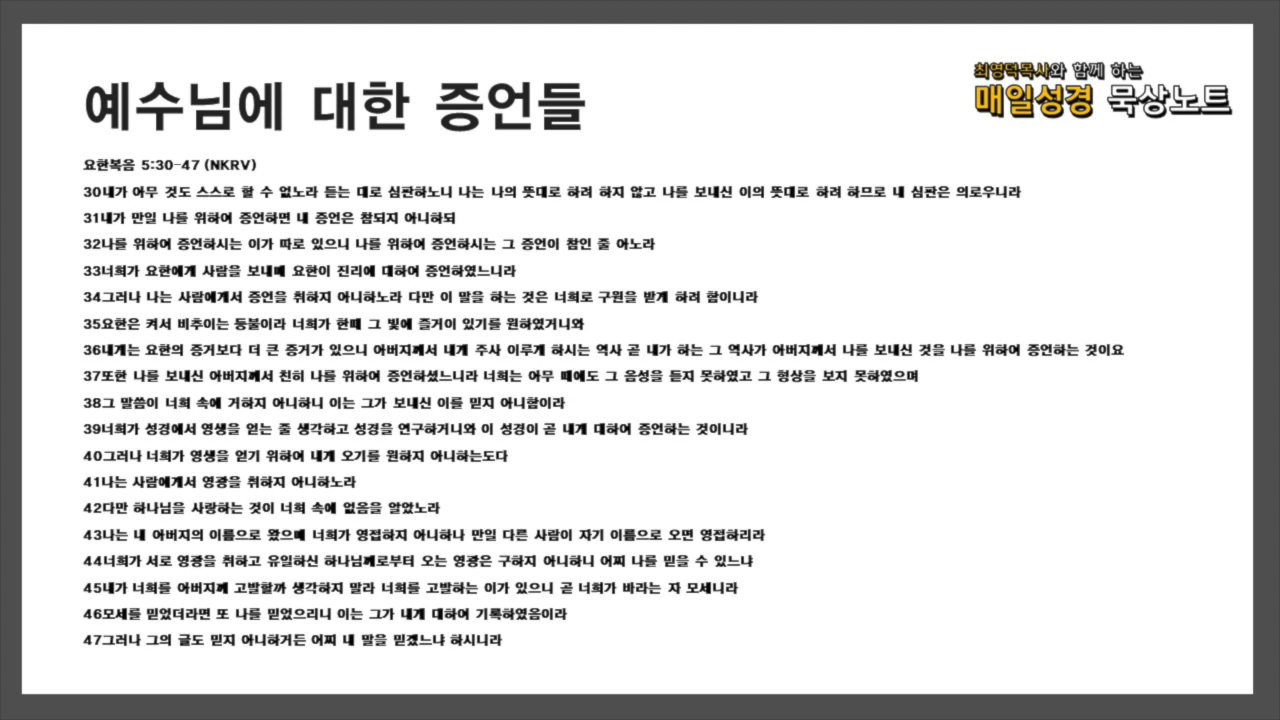 최영덕목사와 함께 하는
매일성경 묵상노트
예수님에 대한 증언들
요한복음 5:30-47 (NKRV)
30내가 아무 것도 스스로 할 수 없노라 듣는 대로 심판하노니 나는 나의 뜻대로 하려 하지 않고 나를 보내신 이의 뜻대로 하려 하므로 내 심판은 의로우니라
31내가 만일 나를 위하여 증언하면 내 증언은 참되지 아니하되
32나를 위하여 증언하시는 이가 따로 있으니 나를 위하여 증언하시는 그 증언이 참인 줄 아노라
33너희가 요한에게 사람을 보내매 요한이 진리에 대하여 증언하였느니라
34그러나 나는 사람에게서 증언을 취하지 아니하노라 다만 이 말을 하는 것은 너희로 구원을 받게 하려 함이니라
35요한은 켜서 비추이는 등불이라 너희가 한때 그 빛에 즐거이 있기를 원하였거니와
36내게는 요한의 증거보다 더 큰 증거가 있으니 아버지께서 내게 주사 이루게 하시는 역사 곧 내가 하는 그 역사가 아버지께서 나를 보내신 것을 나를 위하여 증언하는 것이요
37또한 나를 보내신 아버지께서 친히 나를 위하여 증언하셨느니라 너희는 아무 때에도 그 음성을 듣지 못하였고 그 형상을 보지 못하였으며
38그 말씀이 너희 속에 거하지 아니하니 이는 그가 보내신 이를 믿지 아니함이라
39너희가 성경에서 영생을 얻는 줄 생각하고 성경을 연구하거니와 이 성경이 곧 내게 대하여 증언하는 것이니라
40그러나 너희가 영생을 얻기 위하여 내게 오기를 원하지 아니하는도다
41나는 사람에게서 영광을 취하지 아니하노라
42다만 하나님을 사랑하는 것이 너희 속에 없음을 알았노라
43나는 내 아버지의 이름으로 왔으매 너희가 영접하지 아니하나 만일 다른 사람이 자기 이름으로 오면 영접하리라
44너희가 서로 영광을 취하고 유일하신 하나님께로부터 오는 영광은 구하지 아니하니 어찌 나를 믿을 수 있느냐
45내가 너희를 아버지께 고발할까 생각하지 말라 너희를 고발하는 이가 있으니 곧 너희가 바라는 자 모세니라
46모세를 믿었더라면 또 나를 믿었으리니 이는 그가 내게 대하여 기록하였음이라
47그러나 그의 글도 믿지 아니하거든 어찌 내 말을 믿겠느냐 하시니라